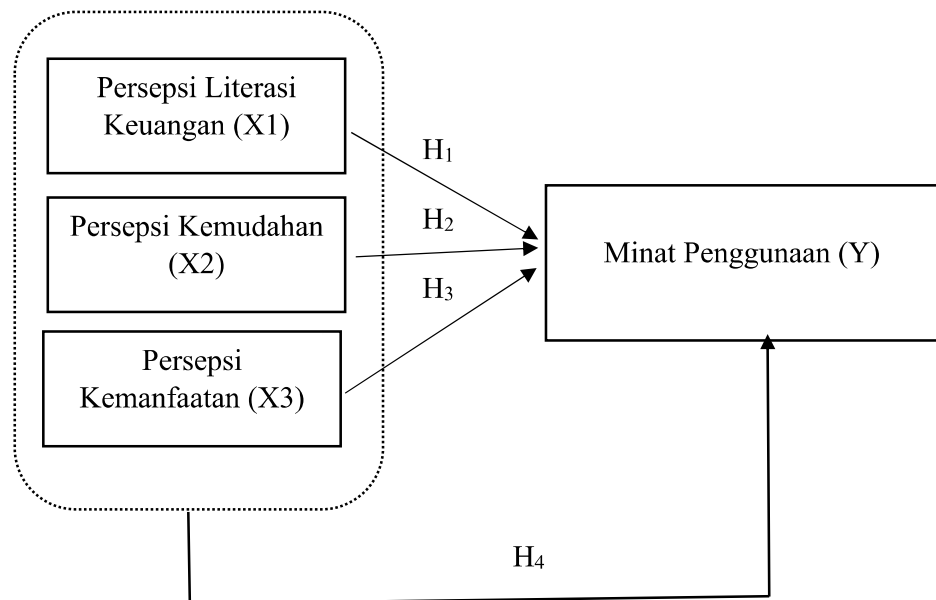 Persepsi Literasi
Keuangan (X1)
H1
Persepsi Kemudahan
(X2)
H2
Minat Penggunaan (Y)
H3
Persepsi
Kemanfaatan (X3)
H4